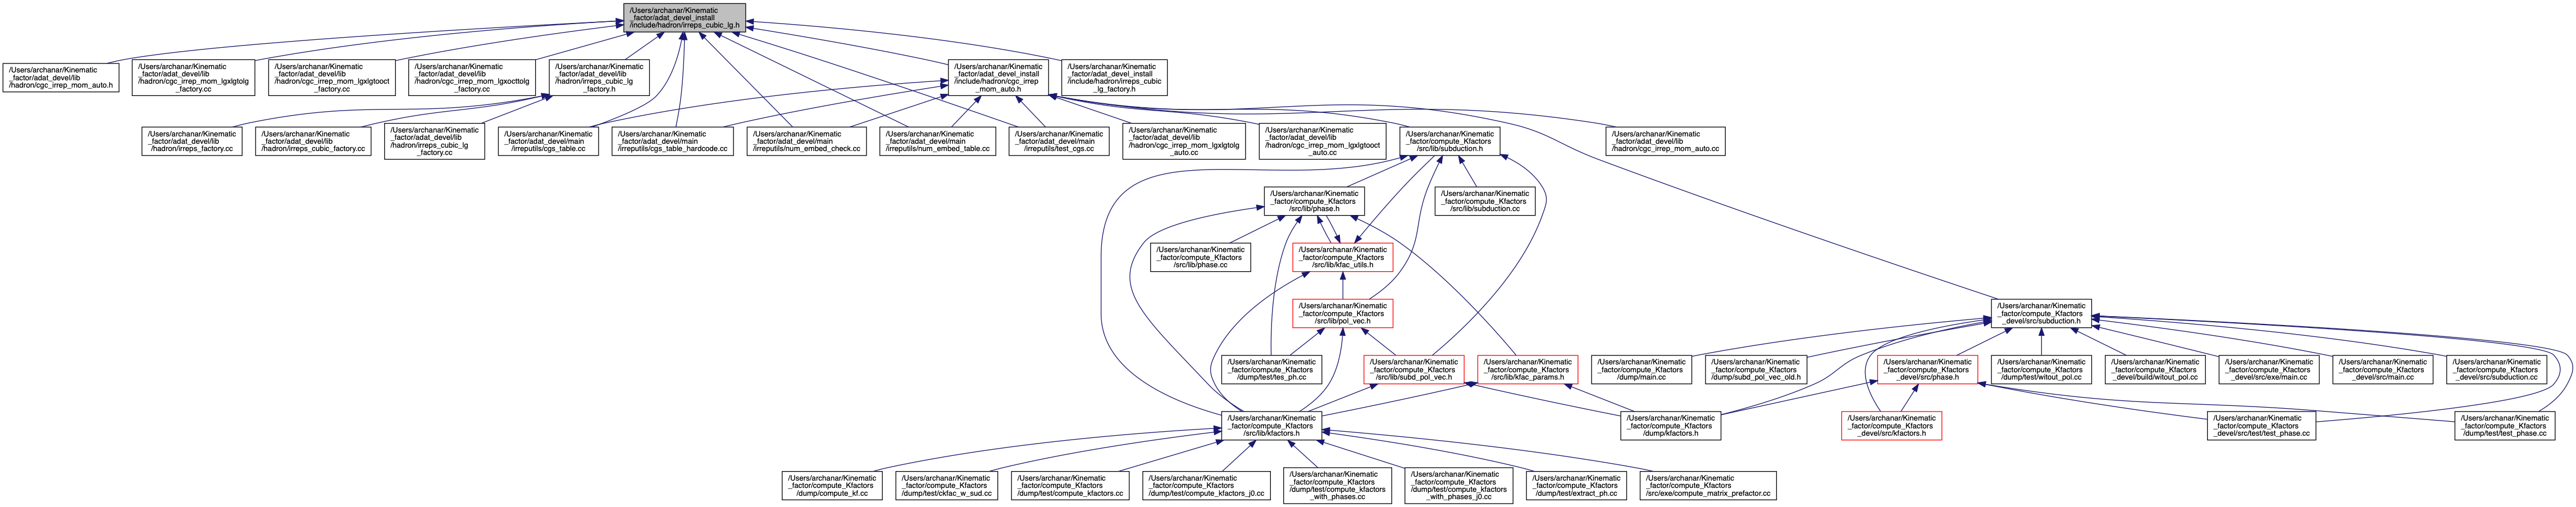 /Users/archanar/Kinematic
_factor/adat_devel_install
/include/hadron/irreps_cubic_lg.h
/Users/archanar/Kinematic
_factor/adat_devel/lib
/hadron/cgc_irrep_mom_auto.h
/Users/archanar/Kinematic
_factor/adat_devel/lib
/hadron/cgc_irrep_mom_lgxlgtolg
_factory.cc
/Users/archanar/Kinematic
_factor/adat_devel/lib
/hadron/cgc_irrep_mom_lgxlgtooct
_factory.cc
/Users/archanar/Kinematic
_factor/adat_devel/lib
/hadron/cgc_irrep_mom_lgxocttolg
_factory.cc
/Users/archanar/Kinematic
_factor/adat_devel/lib
/hadron/irreps_cubic_lg
_factory.h
/Users/archanar/Kinematic
_factor/adat_devel_install
/include/hadron/cgc_irrep
_mom_auto.h
/Users/archanar/Kinematic
_factor/adat_devel_install
/include/hadron/irreps_cubic
_lg_factory.h
/Users/archanar/Kinematic
_factor/adat_devel/lib
/hadron/irreps_factory.cc
/Users/archanar/Kinematic
_factor/adat_devel/lib
/hadron/irreps_cubic_factory.cc
/Users/archanar/Kinematic
_factor/adat_devel/lib
/hadron/irreps_cubic_lg
_factory.cc
/Users/archanar/Kinematic
_factor/adat_devel/main
/irreputils/cgs_table.cc
/Users/archanar/Kinematic
_factor/adat_devel/main
/irreputils/cgs_table_hardcode.cc
/Users/archanar/Kinematic
_factor/adat_devel/main
/irreputils/num_embed_check.cc
/Users/archanar/Kinematic
_factor/adat_devel/main
/irreputils/num_embed_table.cc
/Users/archanar/Kinematic
_factor/adat_devel/main
/irreputils/test_cgs.cc
/Users/archanar/Kinematic
_factor/adat_devel/lib
/hadron/cgc_irrep_mom_lgxlgtolg
_auto.cc
/Users/archanar/Kinematic
_factor/adat_devel/lib
/hadron/cgc_irrep_mom_lgxlgtooct
_auto.cc
/Users/archanar/Kinematic
_factor/compute_Kfactors
/src/lib/subduction.h
/Users/archanar/Kinematic
_factor/adat_devel/lib
/hadron/cgc_irrep_mom_auto.cc
/Users/archanar/Kinematic
_factor/compute_Kfactors
/src/lib/phase.h
/Users/archanar/Kinematic
_factor/compute_Kfactors
/src/lib/subduction.cc
/Users/archanar/Kinematic
_factor/compute_Kfactors
/src/lib/phase.cc
/Users/archanar/Kinematic
_factor/compute_Kfactors
/src/lib/kfac_utils.h
/Users/archanar/Kinematic
_factor/compute_Kfactors
/src/lib/pol_vec.h
/Users/archanar/Kinematic
_factor/compute_Kfactors
_devel/src/subduction.h
/Users/archanar/Kinematic
_factor/compute_Kfactors
/dump/test/tes_ph.cc
/Users/archanar/Kinematic
_factor/compute_Kfactors
/src/lib/subd_pol_vec.h
/Users/archanar/Kinematic
_factor/compute_Kfactors
/src/lib/kfac_params.h
/Users/archanar/Kinematic
_factor/compute_Kfactors
/dump/main.cc
/Users/archanar/Kinematic
_factor/compute_Kfactors
/dump/subd_pol_vec_old.h
/Users/archanar/Kinematic
_factor/compute_Kfactors
_devel/src/phase.h
/Users/archanar/Kinematic
_factor/compute_Kfactors
/dump/test/witout_pol.cc
/Users/archanar/Kinematic
_factor/compute_Kfactors
_devel/build/witout_pol.cc
/Users/archanar/Kinematic
_factor/compute_Kfactors
_devel/src/exe/main.cc
/Users/archanar/Kinematic
_factor/compute_Kfactors
_devel/src/main.cc
/Users/archanar/Kinematic
_factor/compute_Kfactors
_devel/src/subduction.cc
/Users/archanar/Kinematic
_factor/compute_Kfactors
/src/lib/kfactors.h
/Users/archanar/Kinematic
_factor/compute_Kfactors
/dump/kfactors.h
/Users/archanar/Kinematic
_factor/compute_Kfactors
_devel/src/kfactors.h
/Users/archanar/Kinematic
_factor/compute_Kfactors
_devel/src/test/test_phase.cc
/Users/archanar/Kinematic
_factor/compute_Kfactors
/dump/test/test_phase.cc
/Users/archanar/Kinematic
_factor/compute_Kfactors
/dump/compute_kf.cc
/Users/archanar/Kinematic
_factor/compute_Kfactors
/dump/test/ckfac_w_sud.cc
/Users/archanar/Kinematic
_factor/compute_Kfactors
/dump/test/compute_kfactors.cc
/Users/archanar/Kinematic
_factor/compute_Kfactors
/dump/test/compute_kfactors_j0.cc
/Users/archanar/Kinematic
_factor/compute_Kfactors
/dump/test/compute_kfactors
_with_phases.cc
/Users/archanar/Kinematic
_factor/compute_Kfactors
/dump/test/compute_kfactors
_with_phases_j0.cc
/Users/archanar/Kinematic
_factor/compute_Kfactors
/dump/test/extract_ph.cc
/Users/archanar/Kinematic
_factor/compute_Kfactors
/src/exe/compute_matrix_prefactor.cc